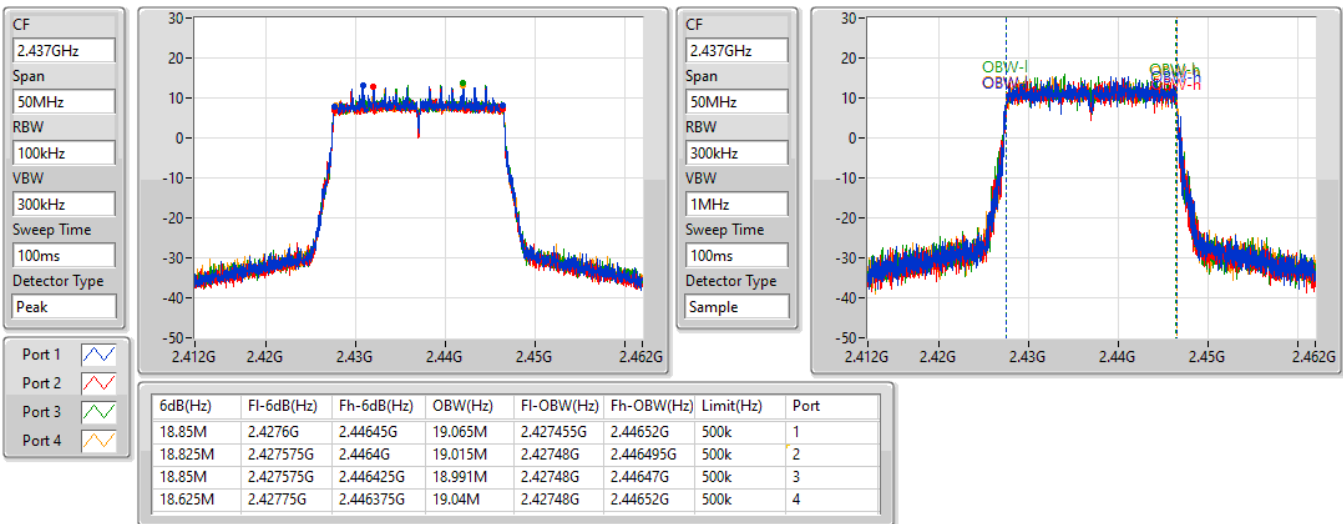 CF
2.437GHz
Span
50MHz
RBW
100kHz
VBW
300kHz
Sweep Time
100ms
Detector Type
Peak
30
20
10
0
-10
-20
-30
-40
-50
2.412G 2.42G 2.43G 2.44G 2.45G 2.462G
CF
2.437GHz
Span
50MHz
RBW
300kHz
VBW
1MHz
Sweep Time
100ms
Detector Type
Sample
30
20
10
0
-10
-20
-30
-40
-50
OBW-l
OBW-l
OBW-h
OBW-h
2.412G 2.42G 2.43G 2.44G 2.45G 2.462G
Port 1
Port 2
Port 3
Port 4
6dB(Hz) Fl-6dB(Hz) Fh-6dB(Hz) OBW(Hz) Fl-OBW(Hz) Fh-OBW(Hz) Limit(Hz) Port
18.85M 2.4276G 2.44645G 19.065M 2.427455G 2.44652G 500k 1
18.825M 2.427575G 2.4464G 19.015M 2.42748G 2.446495G 500k 2
18.85M 2.427575G 2.446425G 18.991M 2.42748G 2.44647G 500k 3
18.625M 2.42775G 2.446375G 19.04M 2.42748G 2.44652G 500k 4